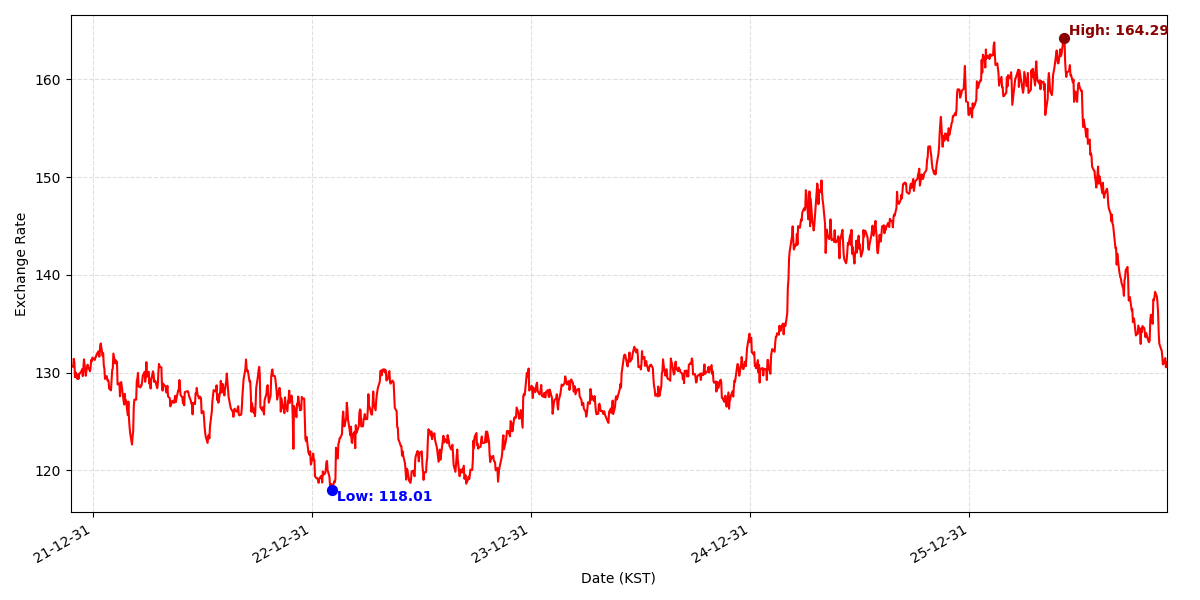 High: 164.29
160
150
140
130
120
Exchange Rate
Low: 118.01
21-12-31
22-12-31
23-12-31
24-12-31
25-12-31
Date (KST)